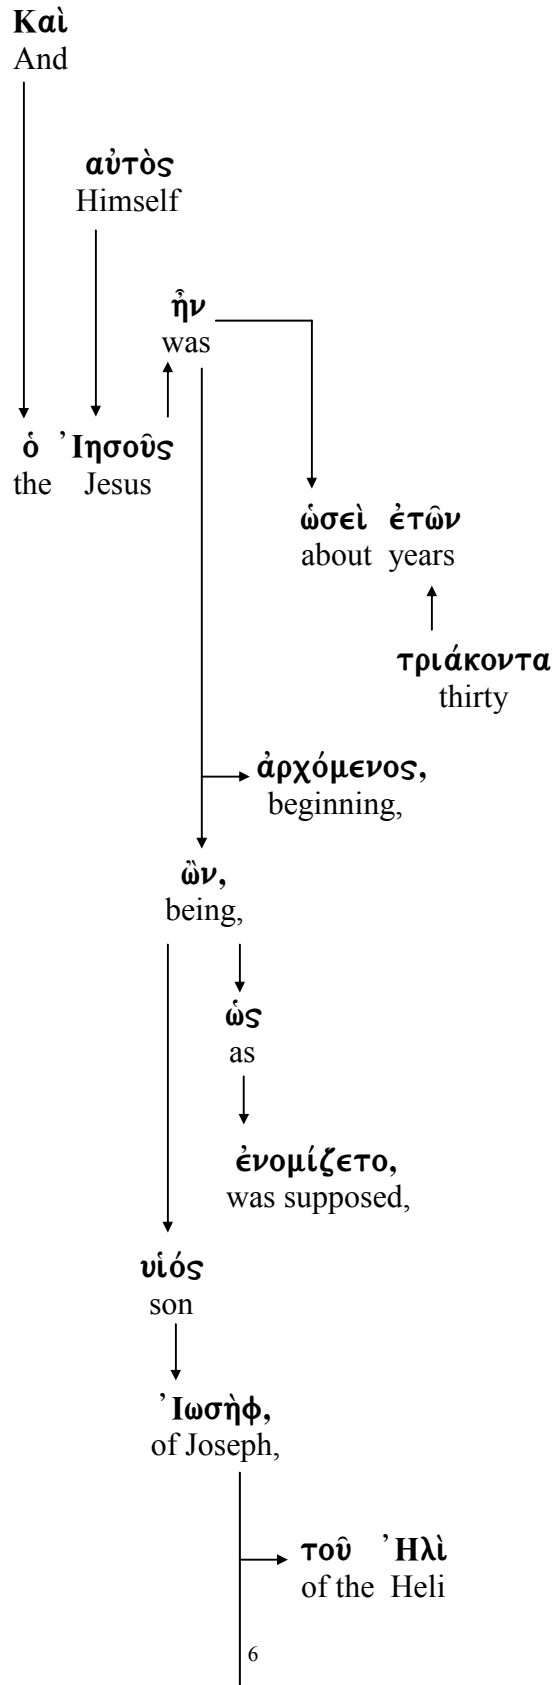 Καὶ
And
αὐτὸς
Himself
ἦν
was
ὁ Ἰησοῦς
the Jesus
ὡσεὶ ἐτῶν
about years
τριάκοντα
thirty
ἀρχόμενος,
beginning,
ὢν,
being,
ὡς
as
ἐνομίζετο,
was supposed,
υἱός
son
Ἰωσὴφ,
of Joseph,
τοῦ Ἠλὶ
of the Heli
6